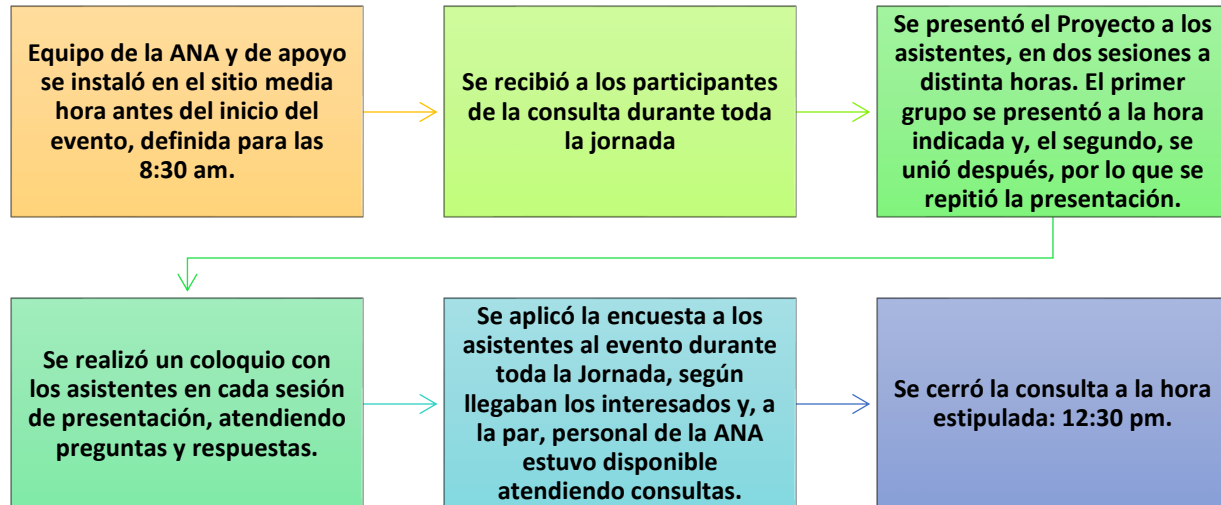 Equipo de la ANA y de apoyo
se instaló en el sitio media
hora antes del inicio del
evento, definida para las
8:30 am.
Se recibió a los participantes
de la consulta durante toda
la jornada
Se presentó el Proyecto a los
asistentes, en dos sesiones a
distinta horas. El primer
grupo se presentó a la hora
indicada y, el segundo, se
unió después, por lo que se
repitió la presentación.
Se realizó un coloquio con
los asistentes en cada sesión
de presentación, atendiendo
preguntas y respuestas.
Se aplicó la encuesta a los
asistentes al evento durante
toda la Jornada, según
llegaban los interesados y, a
la par, personal de la ANA
estuvo disponible
atendiendo consultas.
Se cerró la consulta a la hora
estipulada: 12:30 pm.